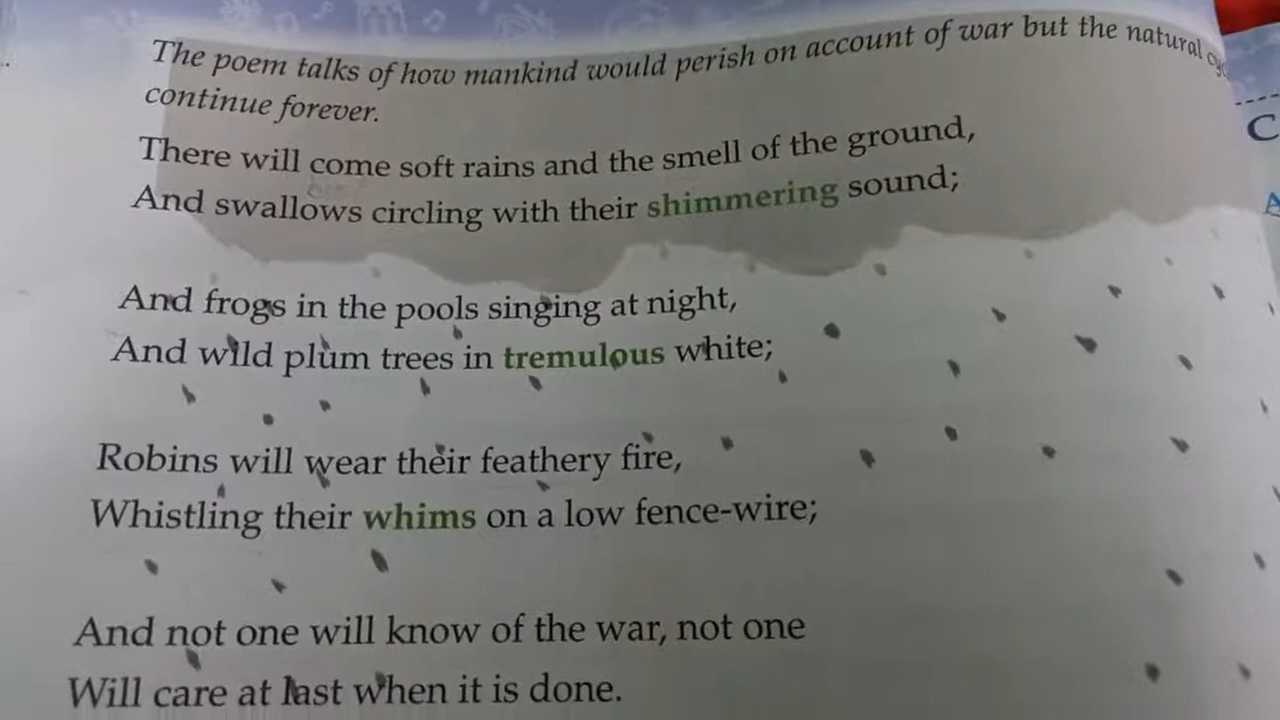 The poem talks of how mankind would perish on account of war but the natural
continue forever.
There will come soft rains and the smell of the ground,
And swallows circling with their shimmering sound;
And frogs in the pools singing at night,
And wild plum trees in tremulous white;
Robins will wear their feathery fire,
Whistling their whims on a low fence-wire;
And not one will know of the war, not one
Will care at last when it is done.